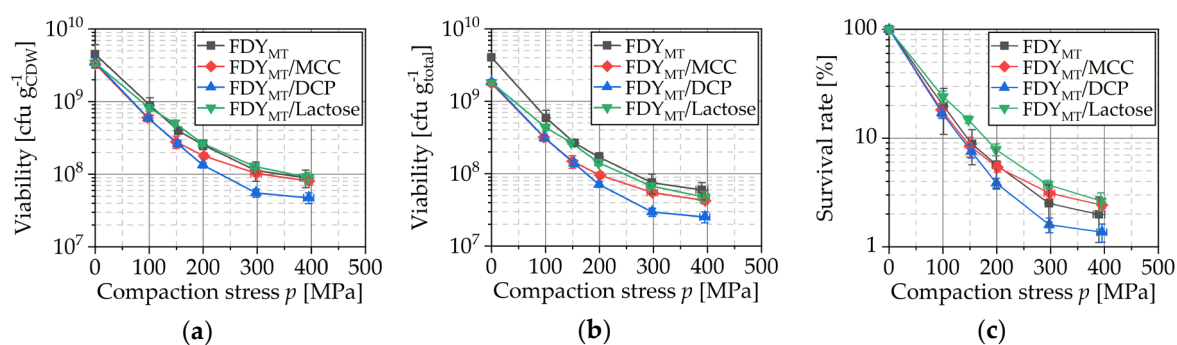 10^10
10^9
10^8
10^7
Viability [cfu g^-1_CDW]
FDY_MT
FDY_MT/MCC
FDY_MT/DCP
FDY_MT/Lactose
0 100 200 300 400 500
Compaction stress p [MPa]
(a)
10^10
10^9
10^8
10^7
Viability [cfu g^-1_total]
FDY_MT
FDY_MT/MCC
FDY_MT/DCP
FDY_MT/Lactose
0 100 200 300 400 500
Compaction stress p [MPa]
(b)
100
10
1
Survival rate [%]
FDY_MT
FDY_MT/MCC
FDY_MT/DCP
FDY_MT/Lactose
0 100 200 300 400 500
Compaction stress p [MPa]
(c)